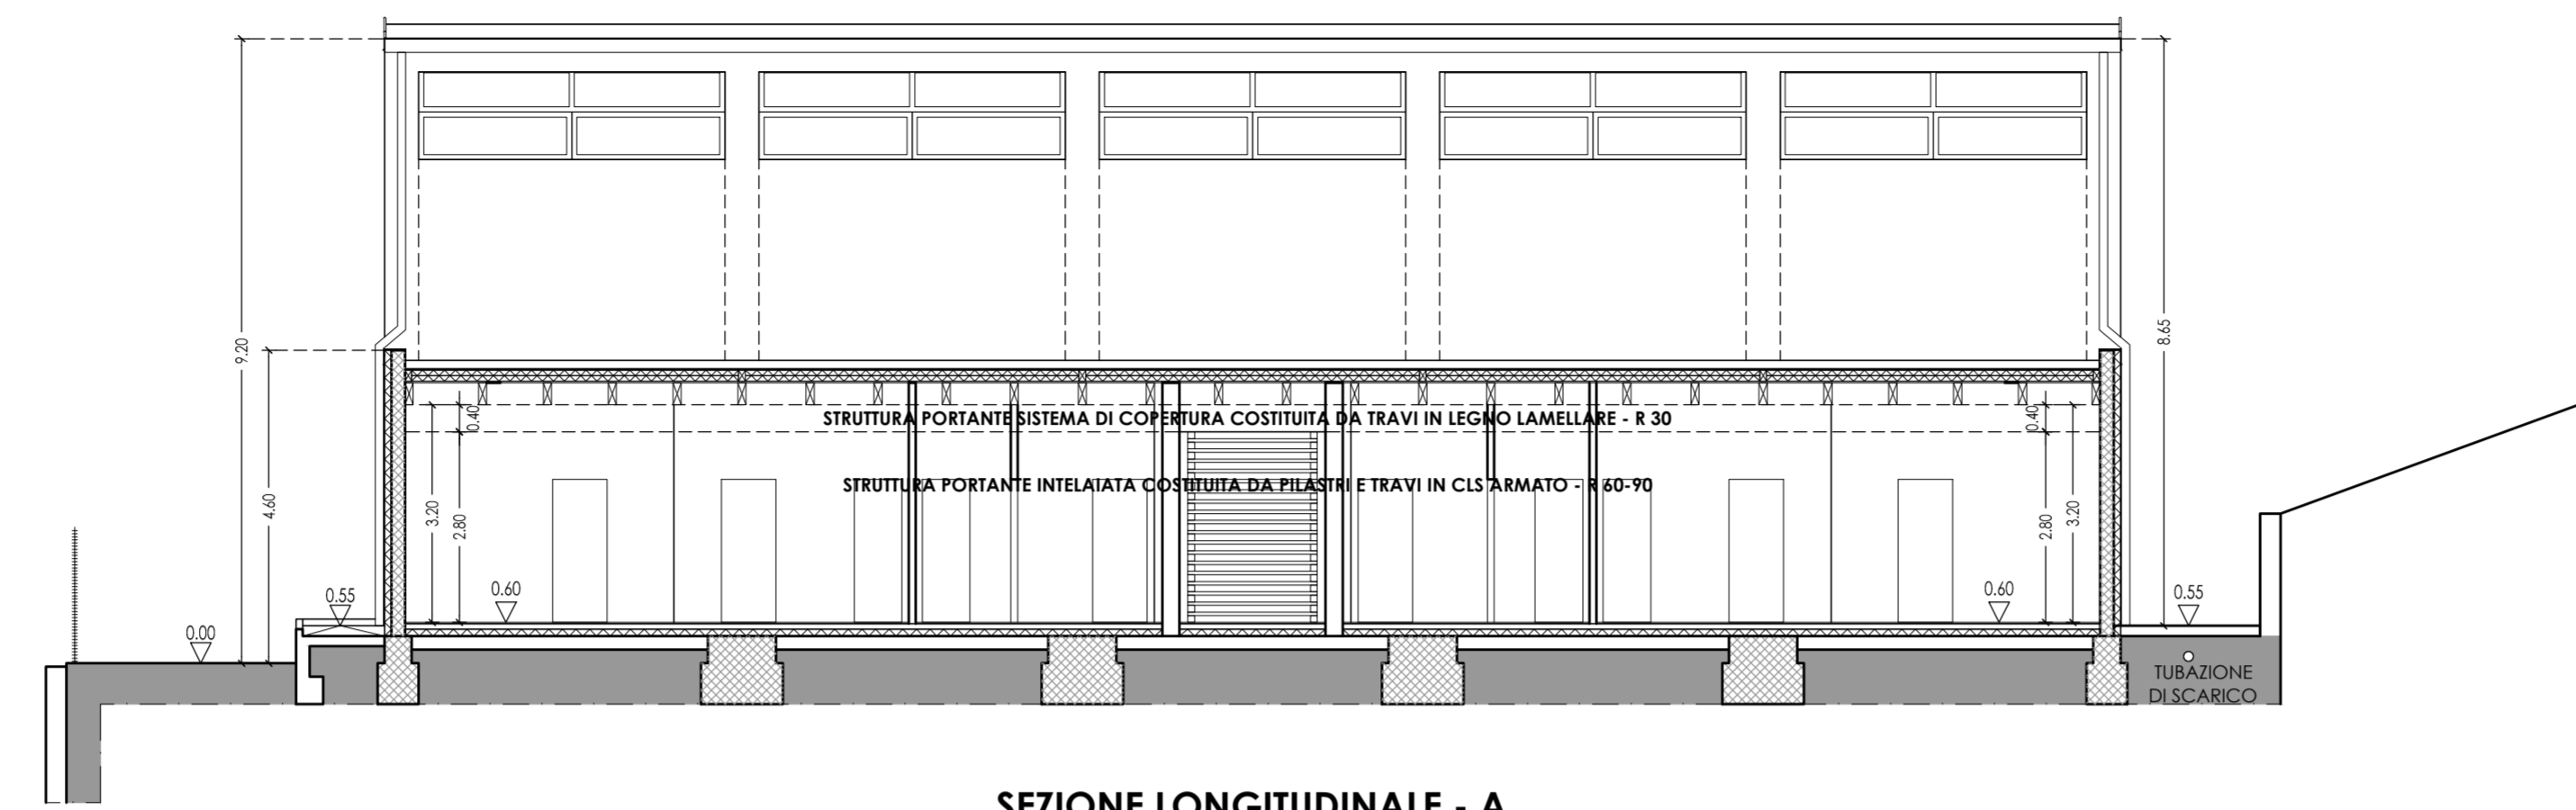 9.20
8.65
4.60
0.40
0.40
STRUTTURA PORTANTE SISTEMA DI COPERTURA COSTITUITA DA TRAVI IN LEGNO LAMELLARE - R 30
STRUTTURA PORTANTE INTELAIATA COSTITUITA DA PILASTRI E TRAVI IN CLS ARMATO - R 60-90
3.20
2.80
2.80
3.20
0.00
0.55
0.60
0.60
0.55
TUBAZIONE
DI SCARICO
SEZIONE LONGITUDINALE - A